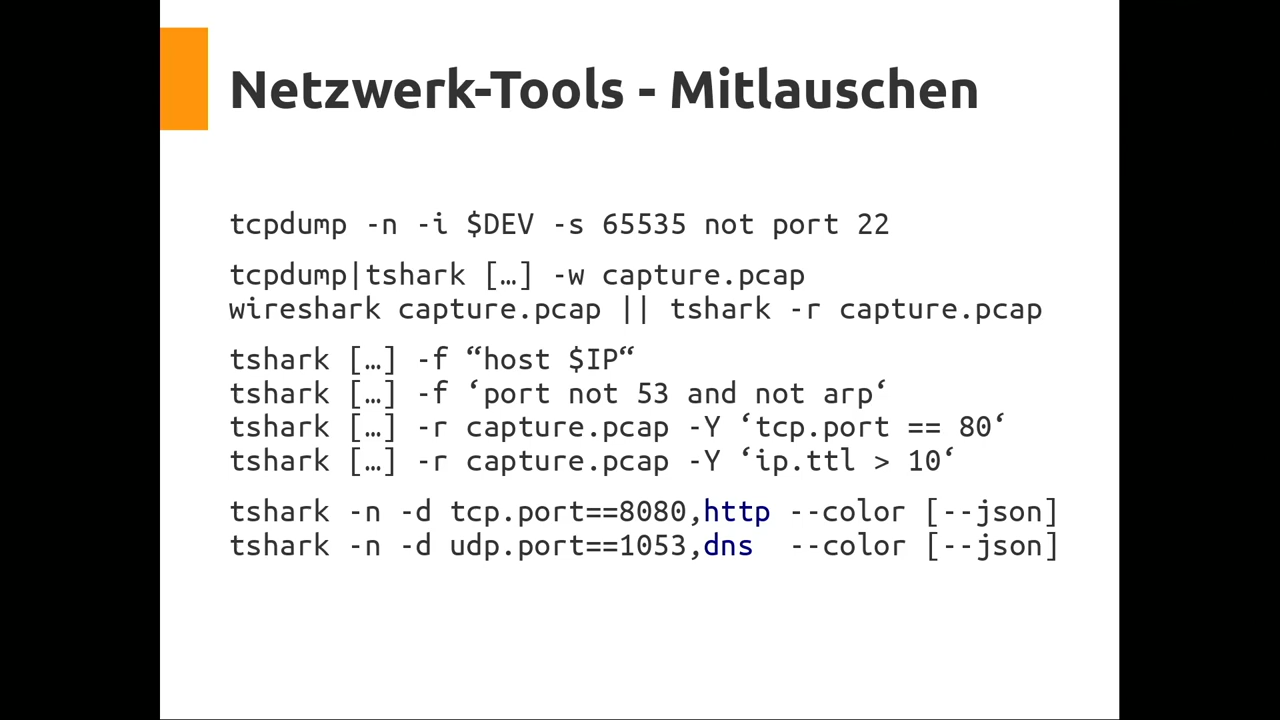 Netzwerk-Tools - Mitlauschen
tcpdump -n -i $DEV -s 65535 not port 22
tcpdump|tshark […] -w capture.pcap
wireshark capture.pcap || tshark -r capture.pcap
tshark […] -f “host $IP“
tshark […] -f ‘port not 53 and not arp‘
tshark […] -r capture.pcap -Y ‘tcp.port == 80‘
tshark […] -r capture.pcap -Y ‘ip.ttl > 10‘
tshark -n -d tcp.port==8080,http --color [--json]
tshark -n -d udp.port==1053,dns  --color [--json]